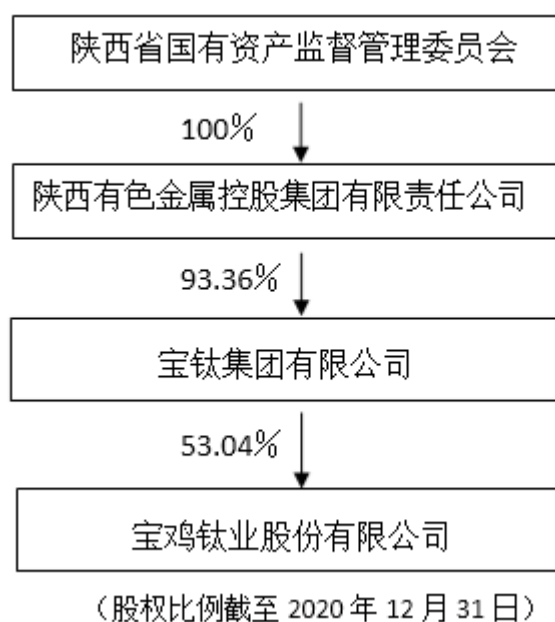 陕西省国有资产监督管理委员会
100%
陕西有色金属控股集团有限责任公司
93.36%
宝钛集团有限公司
53.04%
宝鸡钛业股份有限公司
（股权比例截至 2020 年 12 月 31 日）